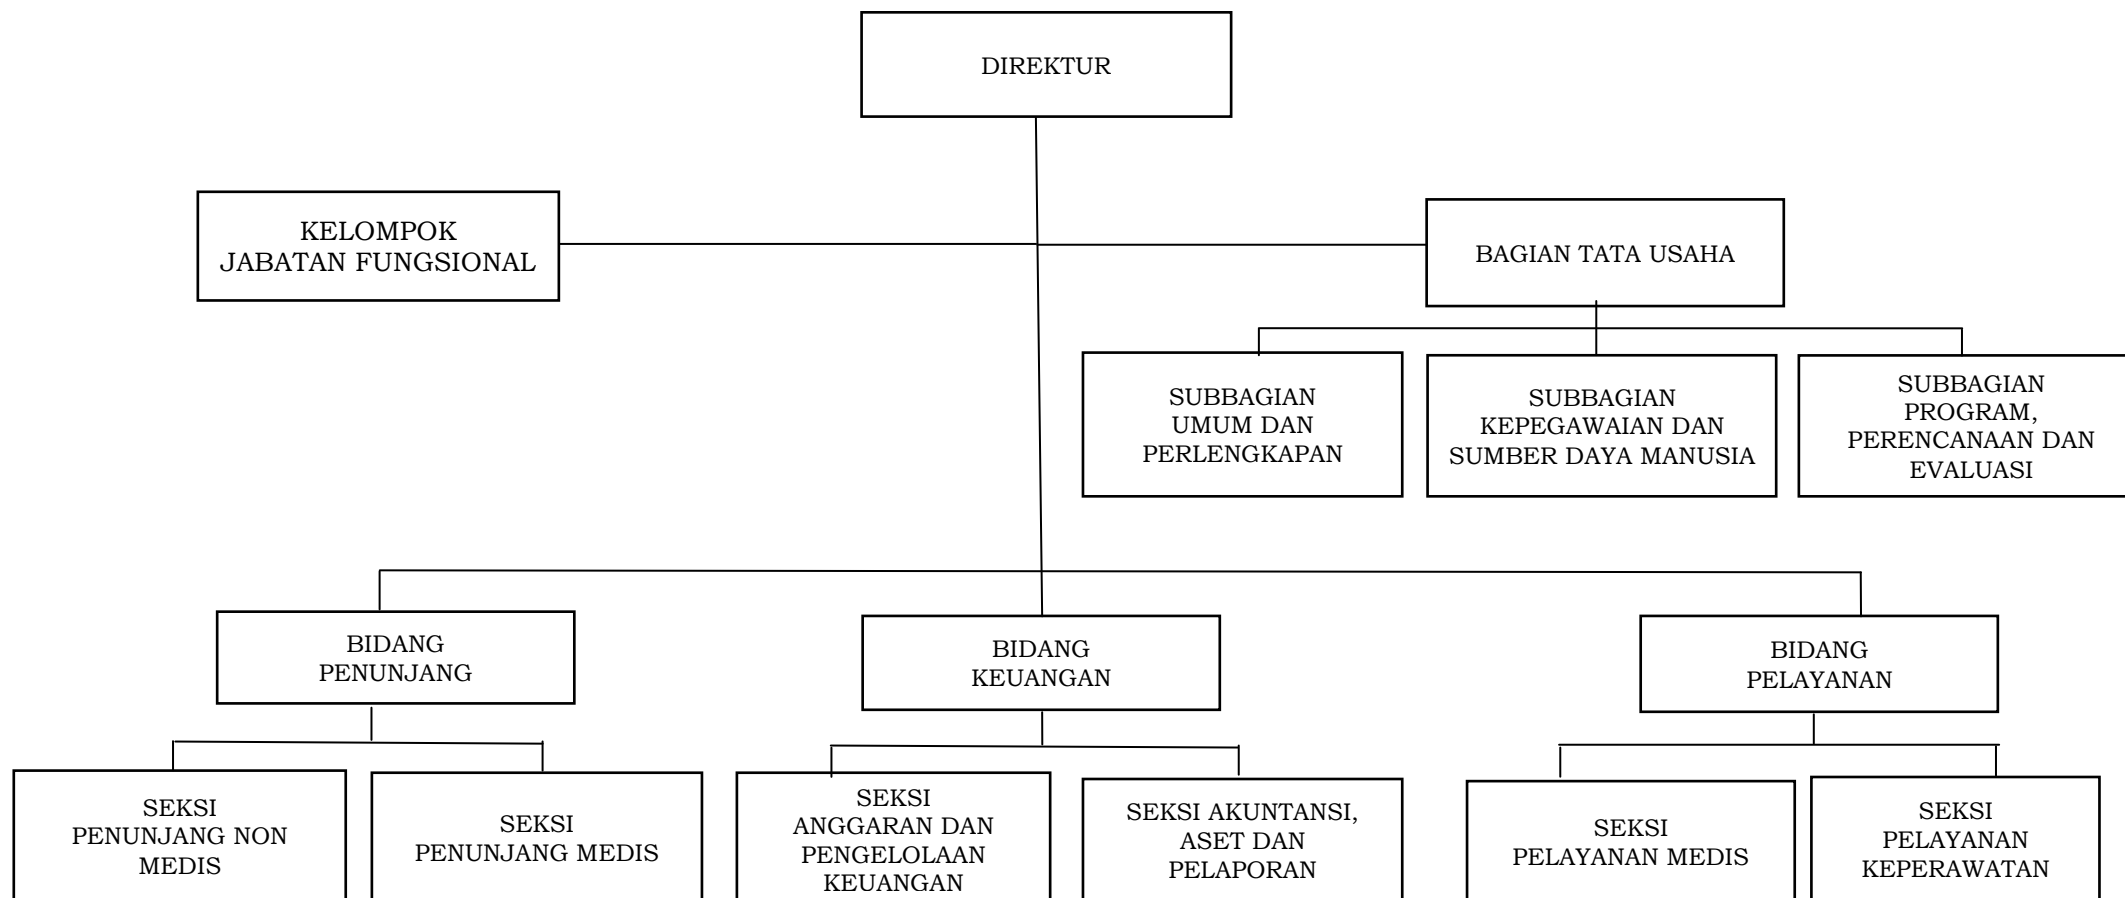 DIREKTUR
KELOMPOK
JABATAN FUNGSIONAL
BAGIAN TATA USAHA
SUBBAGIAN
UMUM DAN
PERLENGKAPAN
SUBBAGIAN
KEPEGAWAIAN DAN
SUMBER DAYA MANUSIA
SUBBAGIAN
PROGRAM,
PERENCANAAN DAN
EVALUASI
BIDANG
PENUNJANG
BIDANG
KEUANGAN
BIDANG
PELAYANAN
SEKSI
PENUNJANG NON
MEDIS
SEKSI
PENUNJANG MEDIS
SEKSI
ANGGARAN DAN
PENGELOLAAN
KEUANGAN
SEKSI AKUNTANSI,
ASET DAN
PELAPORAN
SEKSI
PELAYANAN MEDIS
SEKSI
PELAYANAN
KEPERAWATAN